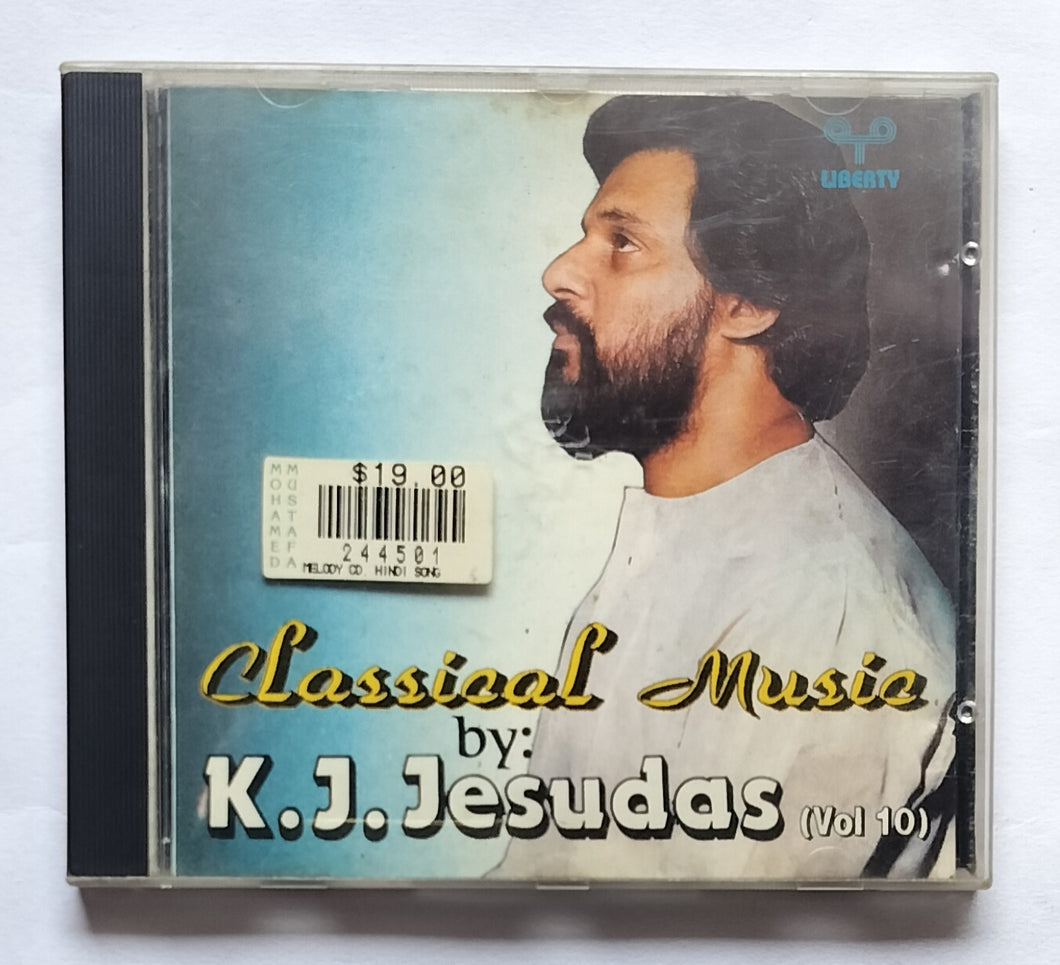 LIBERTY
MOHAMED
MUSTAFA
$19.00
244501
MELODY CD. HINDI SONG
Classical Music
by:
K.J.Jesudas (Vol 10)